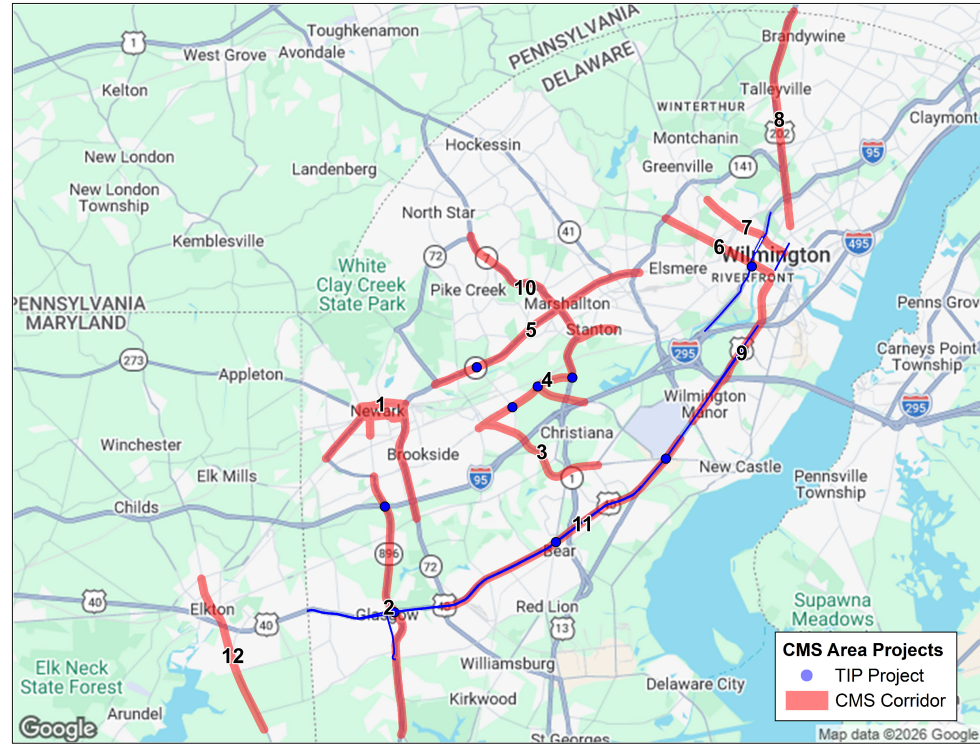 Toughkenamon
PENNSYLVANIA
DELAWARE
Brandywine
1
West Grove
Avondale
Kelton
Talleyville
WINTERTHUR
8
202
Claymont
Montchanin
95
Hockessin
New London
Landenberg
Greenville
141
New London
Township
North Star
41
7
Kemblesville
72
7
6
Wilmington
495
RIVERFRONT
White
Clay Creek
State Park
Elsmere
10
Pike Creek
Marshallton
PENNSYLVANIA
MARYLAND
5
Stanton
Penns Grov
273
295
9
Carneys Point
Township
Appleton
4
1
Newark
Wilmington
Manor
295
Winchester
Christiana
Brookside
3
Elk Mills
95
1
New Castle
Pennsville
Township
Childs
11
896
Bear
72
40
Elkton
40
2
Glasgow
Red Lion
13
Supawna
Meadows
12
Williamsburg
Elk Neck
State Forest
Kirkwood
Delaware City
Arundel
St Georges
CMS Area Projects
TIP Project
CMS Corridor
Google
Map data ©2026 Google